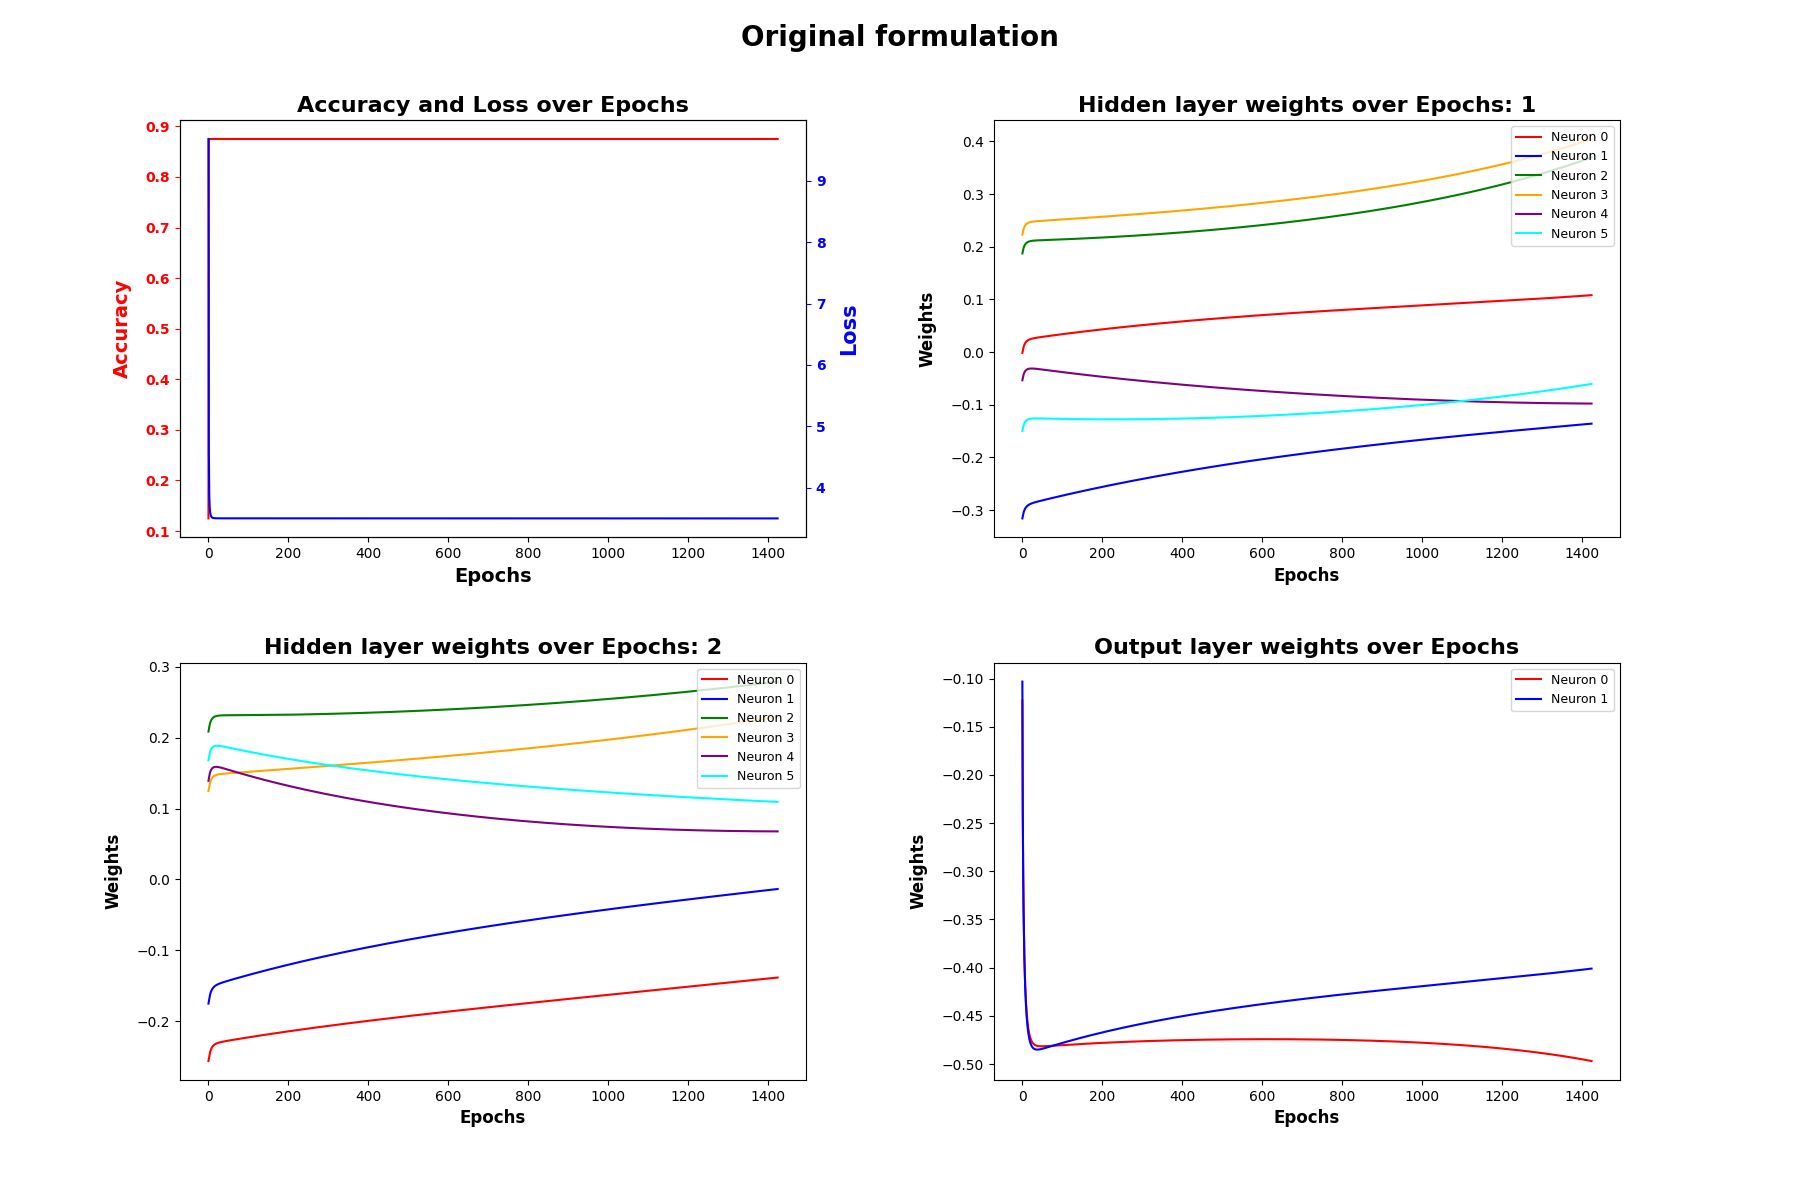 Original formulation
Accuracy and Loss over Epochs
0.9
0.8
0.7
0.6
0.5
0.4
0.3
0.2
0.1
Accuracy
9
8
7
6
5
4
Loss
0 200 400 600 800 1000 1200 1400
Epochs
Hidden layer weights over Epochs: 1
0.4
0.3
0.2
0.1
0.0
−0.1
−0.2
−0.3
Weights
Neuron 0
Neuron 1
Neuron 2
Neuron 3
Neuron 4
Neuron 5
0 200 400 600 800 1000 1200 1400
Epochs
Hidden layer weights over Epochs: 2
0.3
0.2
0.1
0.0
−0.1
−0.2
Weights
Neuron 0
Neuron 1
Neuron 2
Neuron 3
Neuron 4
Neuron 5
0 200 400 600 800 1000 1200 1400
Epochs
Output layer weights over Epochs
−0.10
−0.15
−0.20
−0.25
−0.30
−0.35
−0.40
−0.45
−0.50
Weights
Neuron 0
Neuron 1
0 200 400 600 800 1000 1200 1400
Epochs